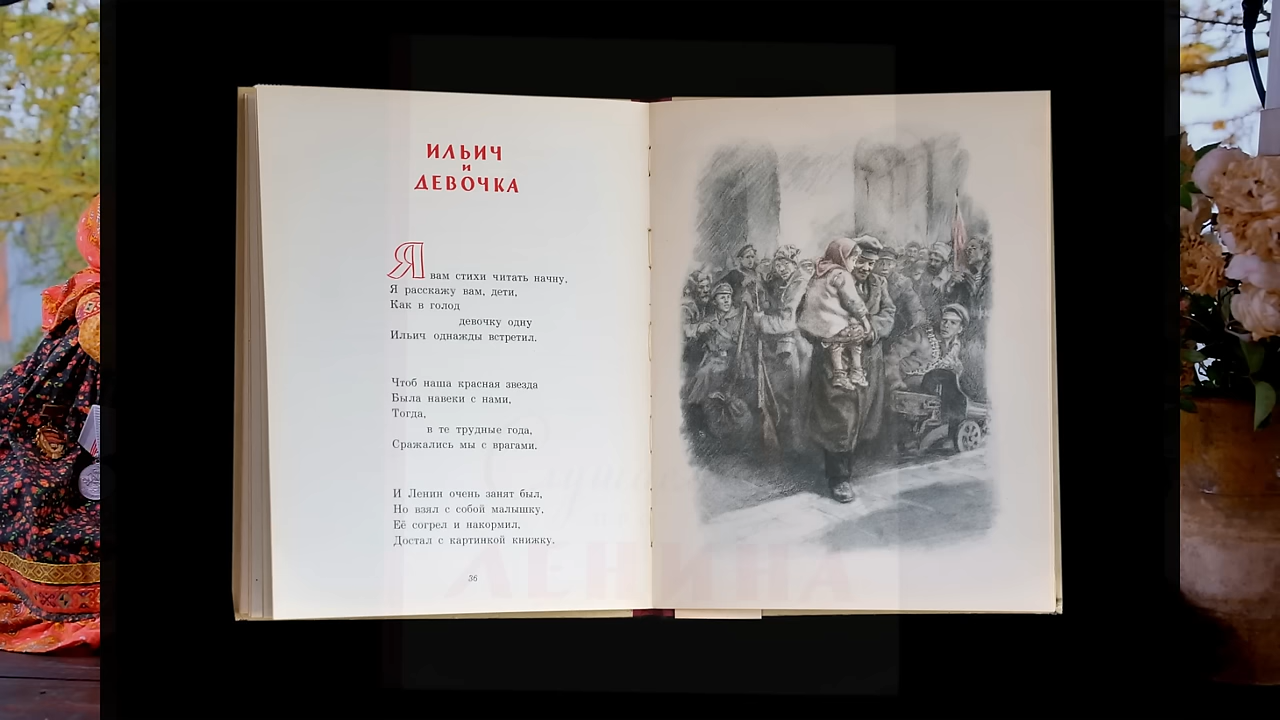 ИЛЬИЧ
и
ДЕВОЧКА
Я вам стихи читать начну,
Я расскажу вам, дети,
Как в голод
девочку одну
Ильич однажды встретил.
Чтоб наша красная звезда
Была навеки с нами,
Тогда,
в те трудные года,
Сражались мы с врагами.
И Ленин очень занят был,
Но взял с собой малышку,
Её согрел и накормил,
Достал с картинкой книжку.
36
ЛЕНИНА